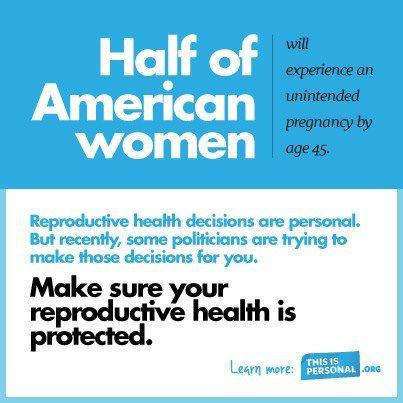 Half of
American
women
will
experience an
unintended
pregnancy by
age 45.
Reproductive health decisions are personal.
But recently, some politicians are trying to
make those decisions for you.
Make sure your
reproductive health is
protected.
Learn more: THIS IS
PERSONAL .ORG